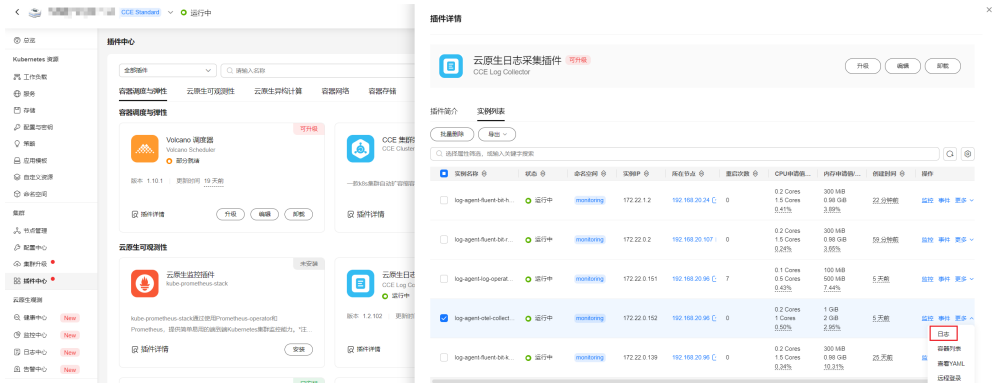 CCE Standard 运行中
总览
Kubernetes 资源
工作负载
服务
存储
配置与密钥
策略
应用模板
自定义资源
命名空间
集群
节点管理
配置中心
集群升级
插件中心
云原生观测
健康中心 New
监控中心 New
日志中心 New
告警中心 New
插件中心
全部插件 请输入名称
容器调度与弹性 云原生可观测性 云原生异构计算 容器网络 容器存储
容器调度与弹性
可升级
Volcano 调度器
Volcano Scheduler
部分就绪
版本 1.10.1 更新时间 19 天前
插件详情 升级 编辑 卸载
CCE 集群
CCE Cluster
一款k8s集群自动扩容缩容
插件详情
云原生可观测性
未安装
云原生监控插件
kube-prometheus-stack
kube-prometheus-stack通过使用Prometheus-operator和
Prometheus，提供简单易用的端到端Kubernetes集群监控能力。"注...
插件详情 安装
云原生日
CCE Log Co
运行中
版本 1.2.102 更新时
插件详情
插件详情
云原生日志采集插件 可升级
CCE Log Collector
升级 编辑 卸载
插件简介 实例列表
批量删除 导出
选择属性筛选，或输入关键字搜索
实例名称 状态 命名空间 实例IP 所在节点 重启次数 CPU申请值... 内存申请值/... 创建时间 操作
log-agent-fluent-bit-h... 运行中 monitoring 172.22.1.2 192.168.20.24 0 0.2 Cores 1.5 Cores 0.41% 300 MiB 0.98 GiB 3.89% 22 分钟前 监控 事件 更多
log-agent-fluent-bit-r... 运行中 monitoring 172.22.0.2 192.168.20.107 0 0.2 Cores 1.5 Cores 0.24% 300 MiB 0.98 GiB 3.65% 59 分钟前 监控 事件 更多
log-agent-log-operat... 运行中 monitoring 172.22.0.151 192.168.20.96 7 0.1 Cores 0.5 Cores 0.43% 100 MiB 500 MiB 7.44% 5 天前 监控 事件 更多
log-agent-otel-collect... 运行中 monitoring 172.22.0.152 192.168.20.96 0 0.2 Cores 1 Cores 0.50% 1 GiB 2 GiB 2.95% 5 天前 监控 事件 更多
日志
容器列表
查看YAML
远程登录
log-agent-fluent-bit-k... 运行中 monitoring 172.22.0.139 192.168.20.96 0 0.2 Cores 1.5 Cores 0.34% 300 MiB 0.98 GiB 10.31% 25 天前